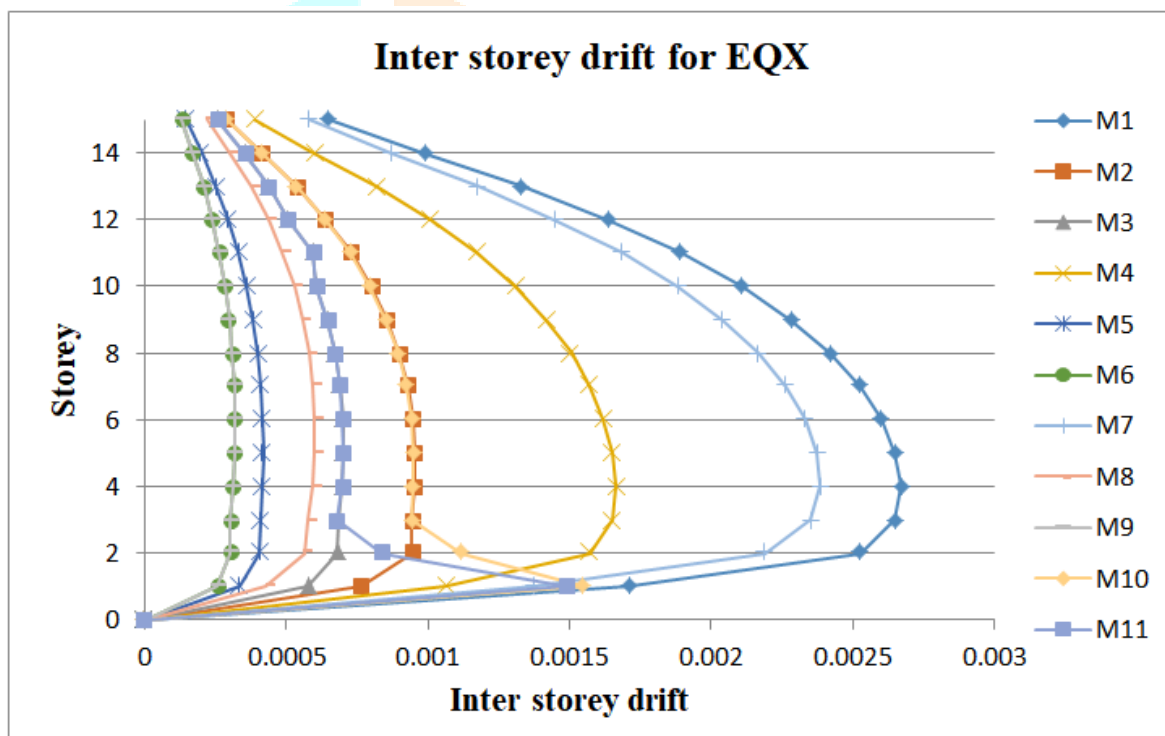 Inter storey drift for EQX
Storey
14
12
10
8
6
4
2
0
0
0.0005
0.001
0.0015
0.002
0.0025
0.003
Inter storey drift
M1
M2
M3
M4
M5
M6
M7
M8
M9
M10
M11